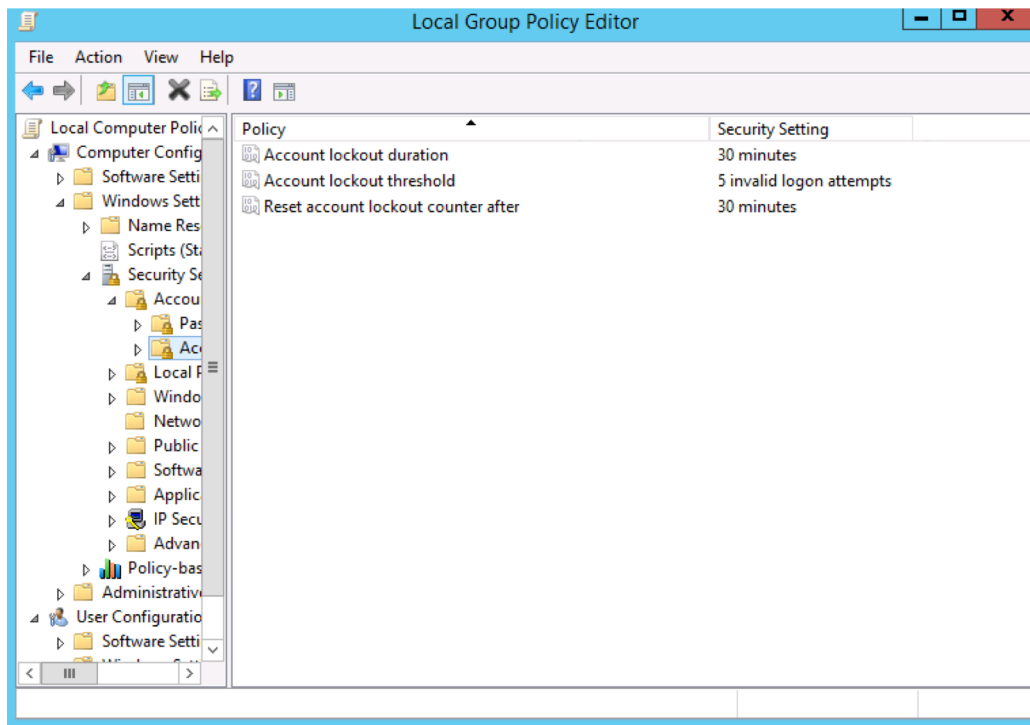 Local Group Policy Editor
File Action View Help
Local Computer Polic
Computer Config
Software Setti
Windows Sett
Name Res
Scripts (Sta
Security Se
Accou
Pas
Acc
Local P
Windo
Netwo
Public
Softwa
Applic
IP Secu
Advan
Policy-bas
Administrativ
User Configuratio
Software Setti
Policy Security Setting
Account lockout duration 30 minutes
Account lockout threshold 5 invalid logon attempts
Reset account lockout counter after 30 minutes